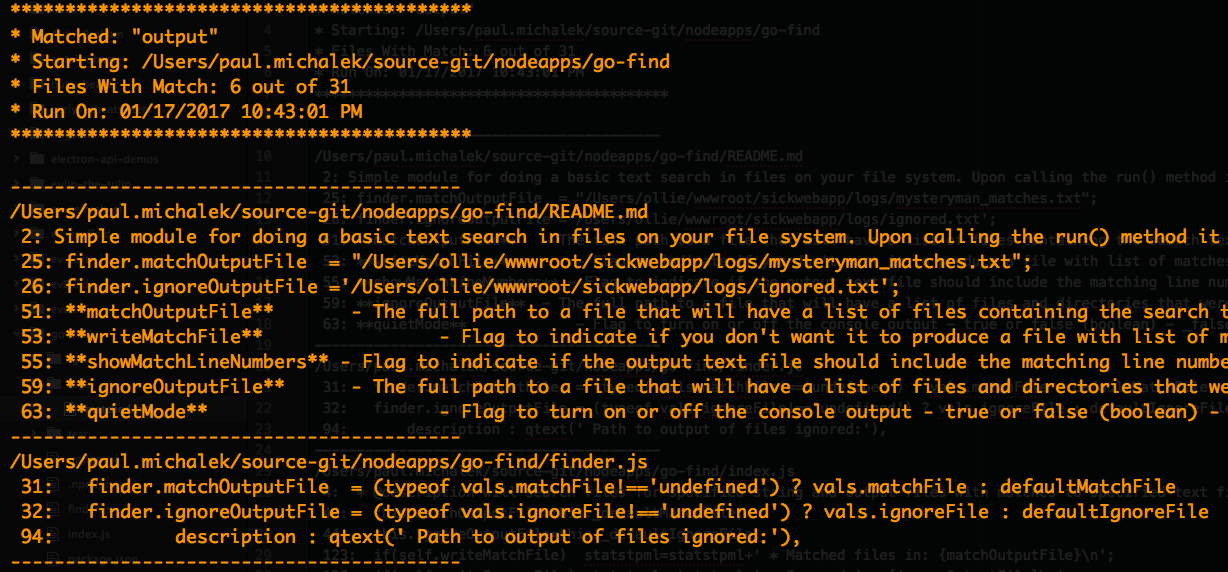 ******************************************
* Matched: "output"
* Starting: /Users/paul.michalek/source-git/nodeapps/go-find
* Files With Match: 6 out of 31
* Run On: 01/17/2017 10:43:01 PM
******************************************
-----------------------------------------
/Users/paul.michalek/source-git/nodeapps/go-find/README.md
2: Simple module for doing a basic text search in files on your file system. Upon calling the run() method it
25: finder.matchOutputFile  = "/Users/ollie/wwwroot/sickwebapp/logs/mysteryman_matches.txt";
26: finder.ignoreOutputFile ='/Users/ollie/wwwroot/sickwebapp/logs/ignored.txt';
51: **matchOutputFile**       - The full path to a file that will have a list of files containing the search t
53: **writeMatchFile**                - Flag to indicate if you don't want it to produce a file with list of m
55: **showMatchLineNumbers** - Flag to indicate if the output text file should include the matching line numbe
59: **ignoreOutputFile**      - The full path to a file that will have a list of files and directories that we
63: **quietMode**                     - Flag to turn on or off the console output - true or false (boolean) -
-----------------------------------------
/Users/paul.michalek/source-git/nodeapps/go-find/finder.js
31:   finder.matchOutputFile  = (typeof vals.matchFile!=='undefined') ? vals.matchFile : defaultMatchFile
32:   finder.ignoreOutputFile = (typeof vals.ignoreFile!=='undefined') ? vals.ignoreFile : defaultIgnoreFile
94:           description : qtext(' Path to output of files ignored:'),
-----------------------------------------